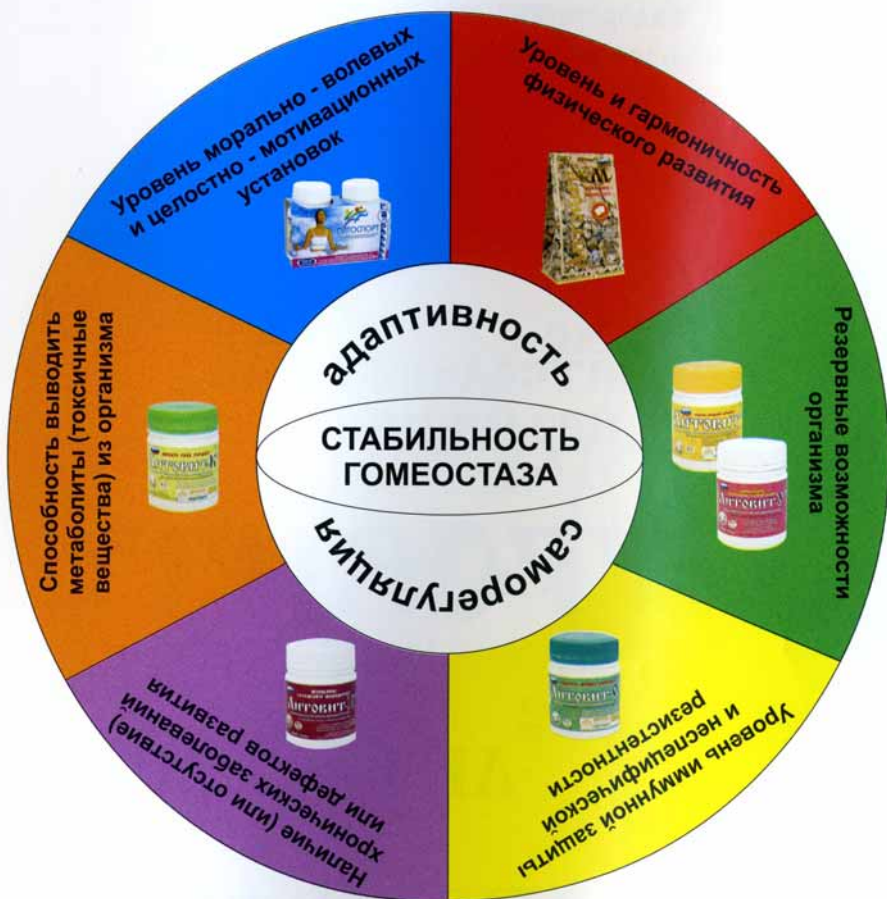 Уровень морально - волевых
и целостно - мотивационных
установок
Уровень и гармоничность
физического развития
Резервные возможности
организма
Уровень иммунной защиты
и неспецифической
резистентности
Наличие (или отсутствие)
хронических заболеваний
или дефектов развития
Способность выводить
метаболиты (токсичные
вещества) из организма
адаптивность
СТАБИЛЬНОСТЬ
ГОМЕОСТАЗА
саморегуляция